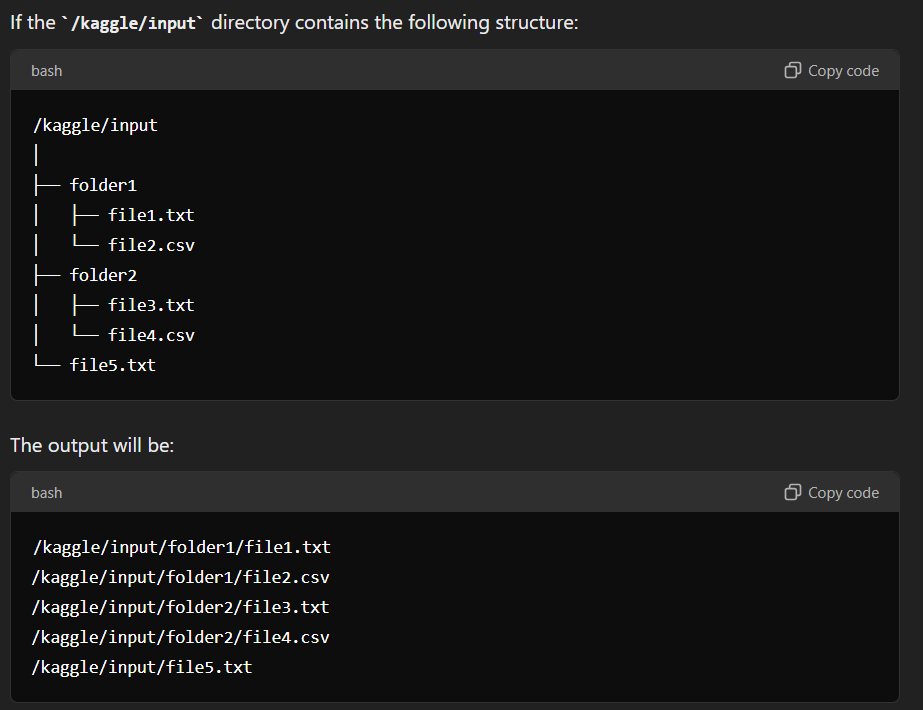 If the `/kaggle/input` directory contains the following structure:
bash
Copy code
/kaggle/input
│
├── folder1
│   ├── file1.txt
│   └── file2.csv
├── folder2
│   ├── file3.txt
│   └── file4.csv
└── file5.txt
The output will be:
bash
Copy code
/kaggle/input/folder1/file1.txt
/kaggle/input/folder1/file2.csv
/kaggle/input/folder2/file3.txt
/kaggle/input/folder2/file4.csv
/kaggle/input/file5.txt